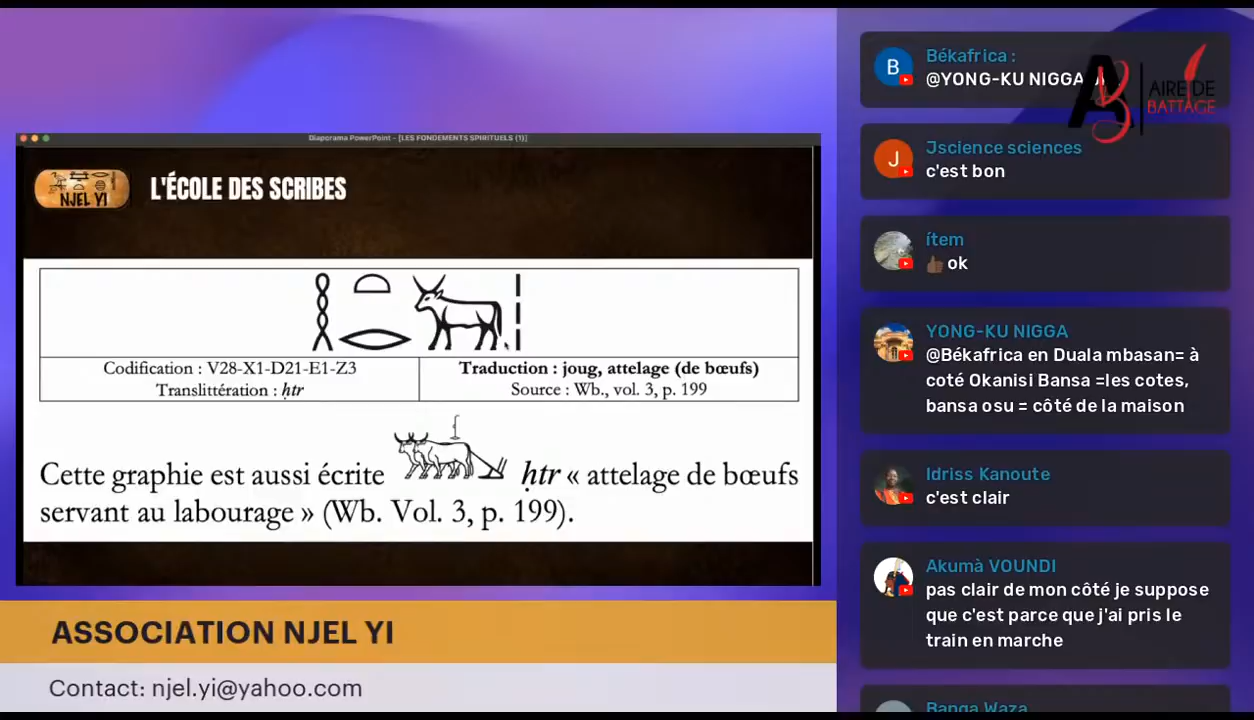 Diaporama PowerPoint - [LES FONDEMENTS SPIRITUELS (1)]
NJEL YI
L'ÉCOLE DES SCRIBES
Codification : V28-X1-D21-E1-Z3
Translittération : ḥtr
Traduction : joug, attelage (de bœufs)
Source : Wb., vol. 3, p. 199
Cette graphie est aussi écrite ḥtr « attelage de bœufs
servant au labourage » (Wb. Vol. 3, p. 199).
ASSOCIATION NJEL YI
Contact: njel.yi@yahoo.com
AIRE DE
BATTAGE
B
Békafrica :
@YONG-KU NIGGA
J
Jscience sciences
c'est bon
ítem
👍🏾ok
YONG-KU NIGGA
@Békafrica en Duala mbasan= à
coté Okanisi Bansa =les cotes,
bansa osu = côté de la maison
Idriss Kanoute
c'est clair
Akumà VOUNDI
pas clair de mon côté je suppose
que c'est parce que j'ai pris le
train en marche
Banga Waza